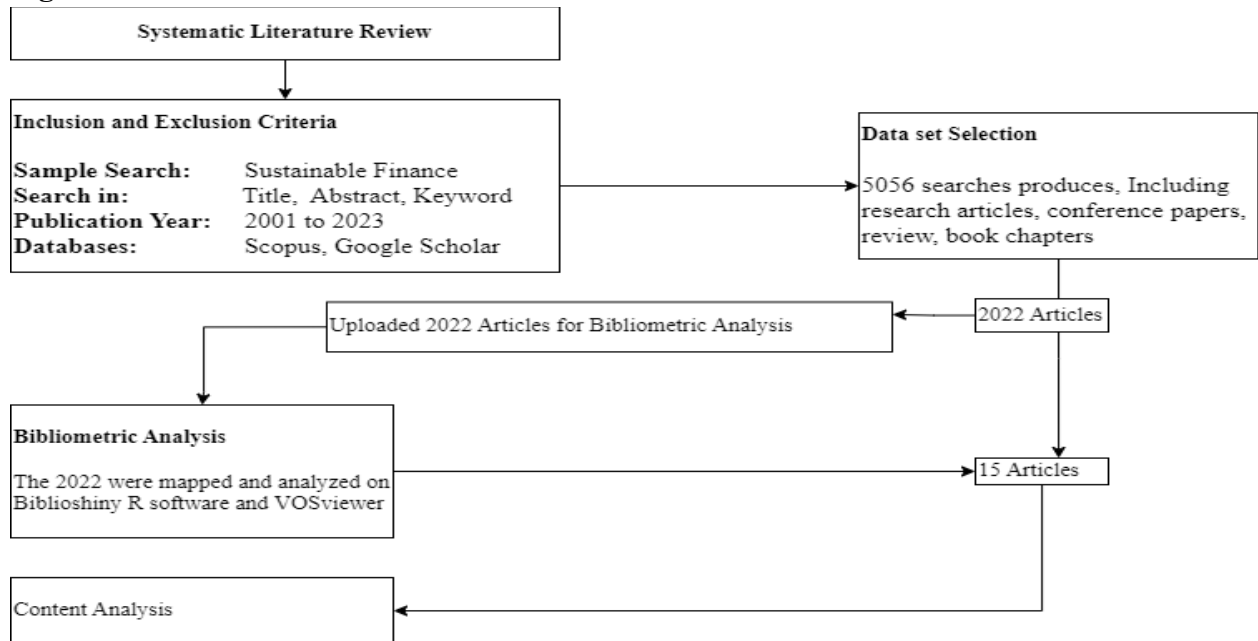 Systematic Literature Review
Inclusion and Exclusion Criteria
Sample Search: Sustainable Finance
Search in: Title, Abstract, Keyword
Publication Year: 2001 to 2023
Databases: Scopus, Google Scholar
Data set Selection
5056 searches produces, Including
research articles, conference papers,
review, book chapters
2022 Articles
Uploaded 2022 Articles for Bibliometric Analysis
Bibliometric Analysis
The 2022 were mapped and analyzed on
Biblioshiny R software and VOSviewer
15 Articles
Content Analysis